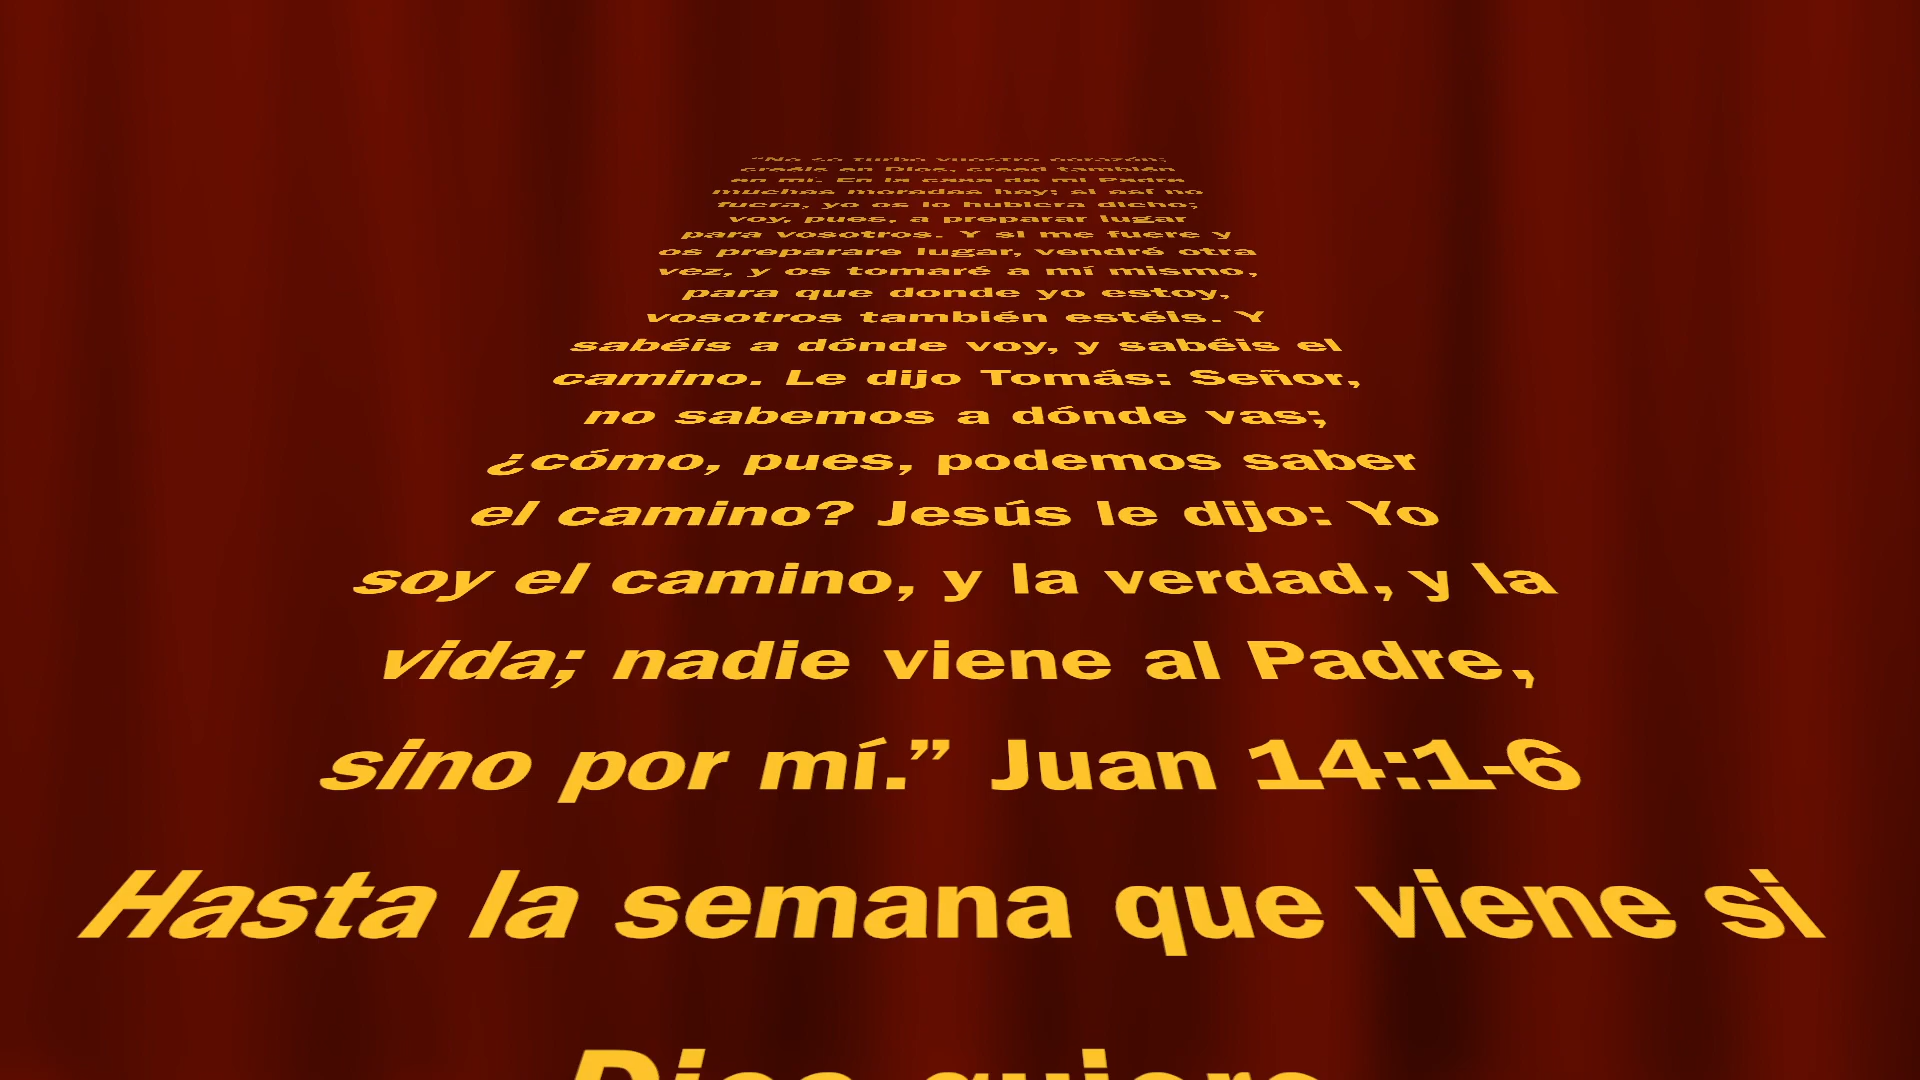 “No se turbe vuestro corazón;
creéis en Dios, creed también
en mí. En la casa de mi Padre
muchas moradas hay; si así no
fuera, yo os lo hubiera dicho;
voy, pues, a preparar lugar
para vosotros. Y si me fuere y
os preparare lugar, vendré otra
vez, y os tomaré a mí mismo,
para que donde yo estoy,
vosotros también estéis. Y
sabéis a dónde voy, y sabéis el
camino. Le dijo Tomás: Señor,
no sabemos a dónde vas;
¿cómo, pues, podemos saber
el camino? Jesús le dijo: Yo
soy el camino, y la verdad, y la
vida; nadie viene al Padre,
sino por mí.” Juan 14:1-6
Hasta la semana que viene si
Dios quiere